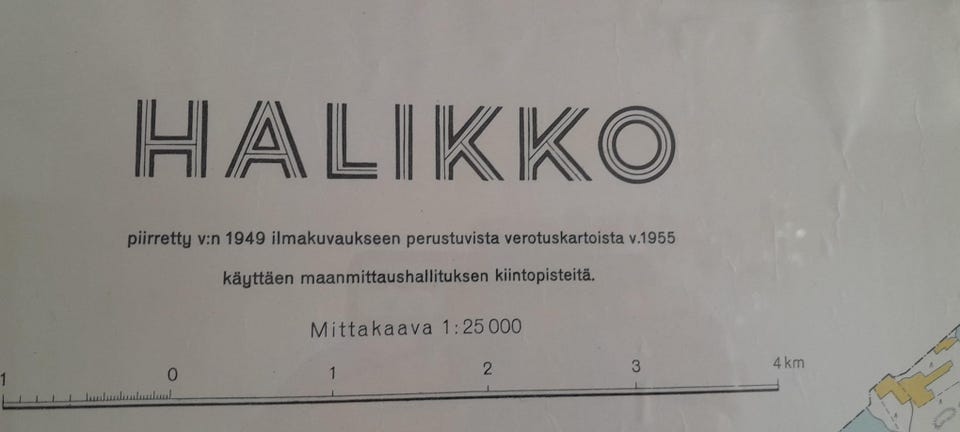 HALIKKO
piirretty v:n 1949 ilmakuvaukseen perustuvista verotuskartoista v.1955
käyttäen maanmittaushallituksen kiintopisteitä.
Mittakaava 1:25 000
1 0 1 2 3 4 km